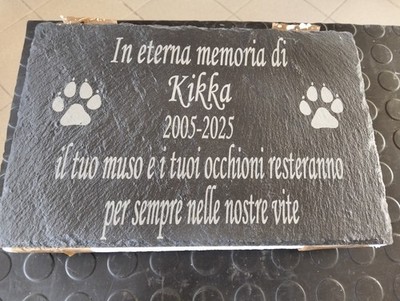 In eterna memoria di
Kikka
2005-2025
il tuo muso e i tuoi occhioni resteranno
per sempre nelle nostre vite